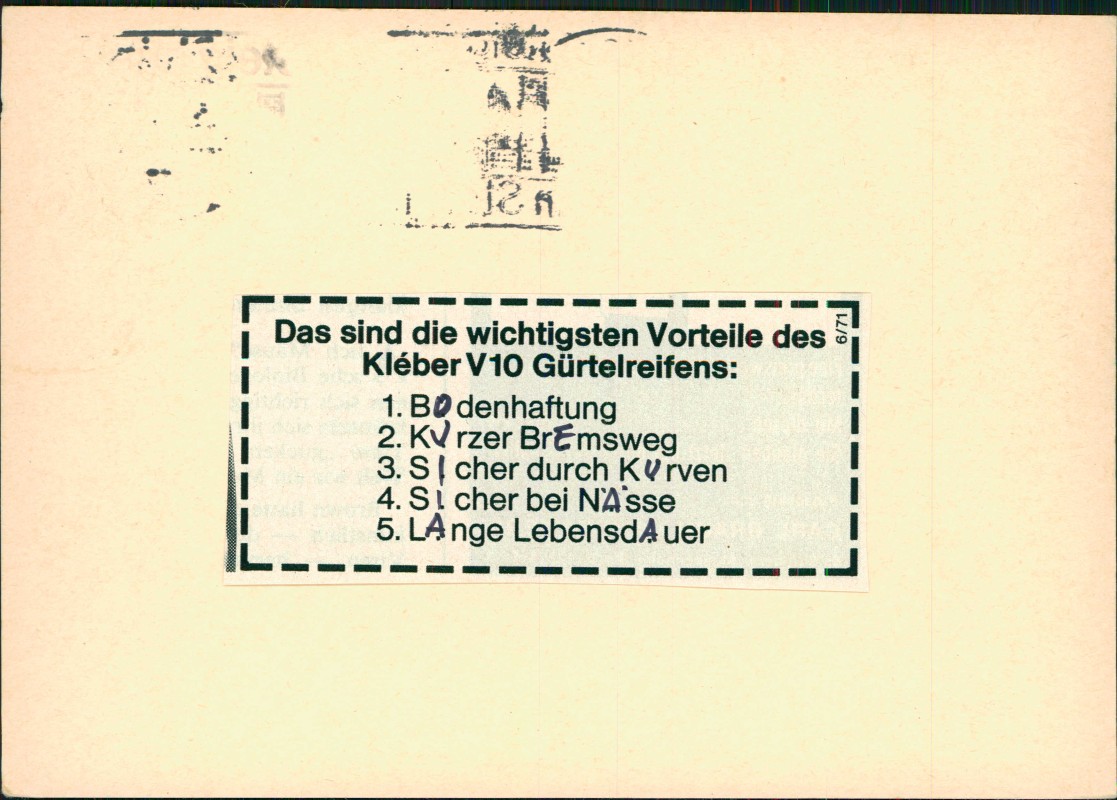 Das sind die wichtigsten Vorteile des
6/71
Kléber V10 Gürtelreifens:
1. BOdenhaftung
2. KUrzer BrEmsweg
3. SIcher durch KUrven
4. SIcher bei NÄsse
5. LAnge LebensdAuer